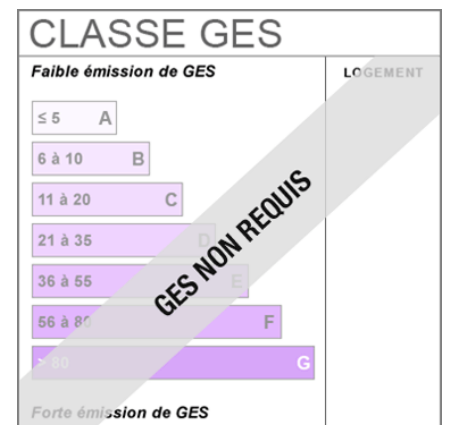 CLASSE GES
Faible émission de GES
LOGEMENT
≤ 5 A
6 à 10 B
11 à 20 C
21 à 35 D
36 à 55 E
56 à 80 F
> 80 G
GES NON REQUIS
Forte émission de GES